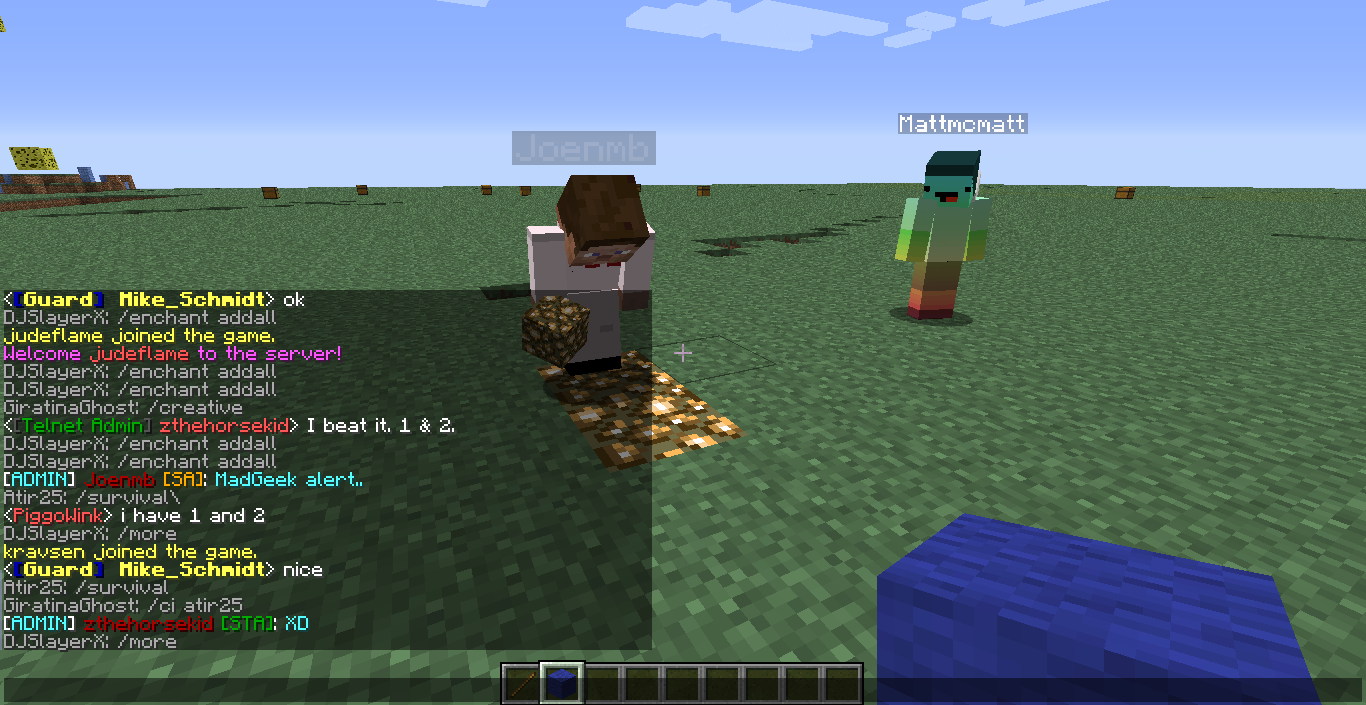 Mattmcmatt
Joenmb
<[Guard] Mike_Schmidt> ok
DJSlayerX: /enchant addall
judeflame joined the game.
Welcome judeflame to the server!
DJSlayerX: /enchant addall
DJSlayerX: /enchant addall
GiratinaGhost: /creative
<[Telnet Admin] zthehorsekid> I beat it. 1 & 2.
DJSlayerX: /enchant addall
DJSlayerX: /enchant addall
[ADMIN] Joenmb [SA]: MadGeek alert..
Atir25: /survival\
<PiggoWink> i have 1 and 2
DJSlayerX: /more
kravsen joined the game.
<[Guard] Mike_Schmidt> nice
Atir25: /survival
GiratinaGhost: /ci atir25
[ADMIN] zthehorsekid [STA]: XD
DJSlayerX: /more